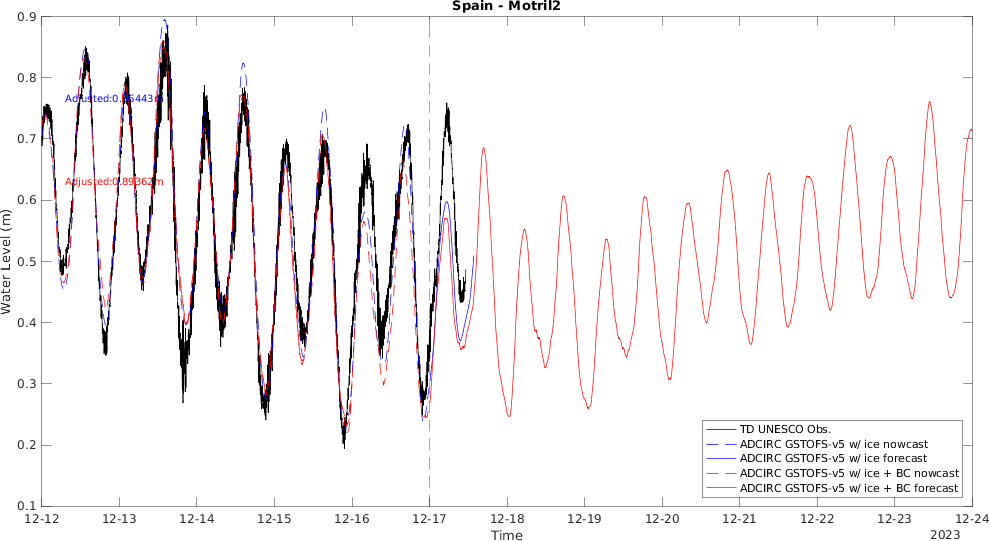 Spain - Motril2
0.9
0.8
0.7
0.6
0.5
0.4
0.3
0.2
0.1
Water Level (m)
Adjusted:0.89362m
12-12
12-13
12-14
12-15
12-16
12-17
12-18
12-19
12-20
12-21
12-22
12-23
12-24
Time
2023
TD UNESCO Obs.
ADCIRC GSTOFS-v5 w/ ice nowcast
ADCIRC GSTOFS-v5 w/ ice forecast
ADCIRC GSTOFS-v5 w/ ice + BC nowcast
ADCIRC GSTOFS-v5 w/ ice + BC forecast